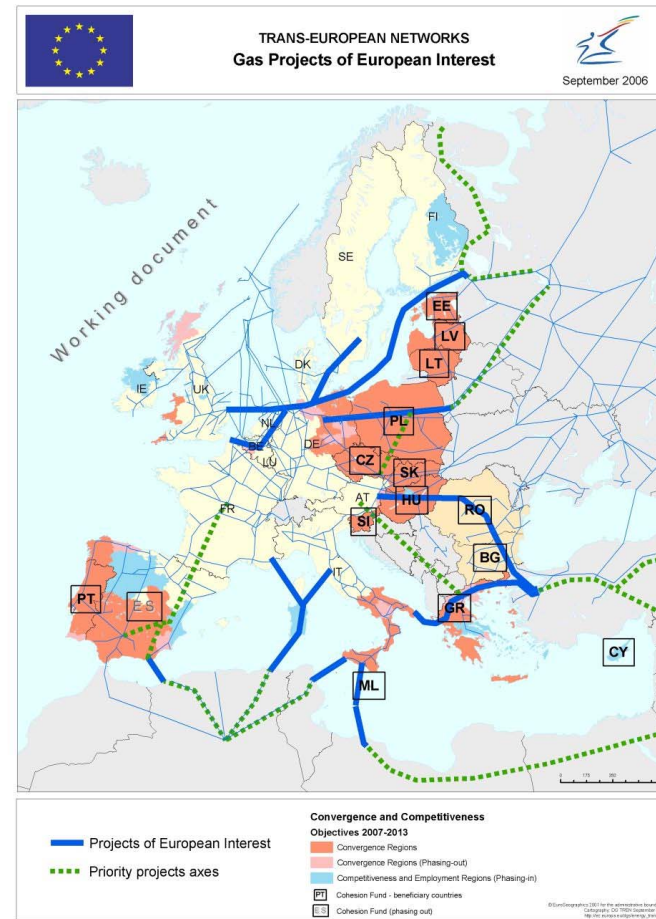 TRANS-EUROPEAN NETWORKS
Gas Projects of European Interest
September 2006
Working document
FI
SE
EE
LV
DK
LT
IE
UK
NL
PL
BE
DE
LU
CZ
SK
AT
HU
FR
RO
SI
BG
IT
PT
E S
GR
CY
ML
0
Projects of European Interest
Priority projects axes
Convergence and Competitiveness
Objectives 2007-2013
Convergence Regions
Convergence Regions (Phasing-out)
Competitiveness and Employment Regions (Phasing-in)
PT Cohesion Fund - beneficiary countries
E S Cohesion Fund (phasing out)